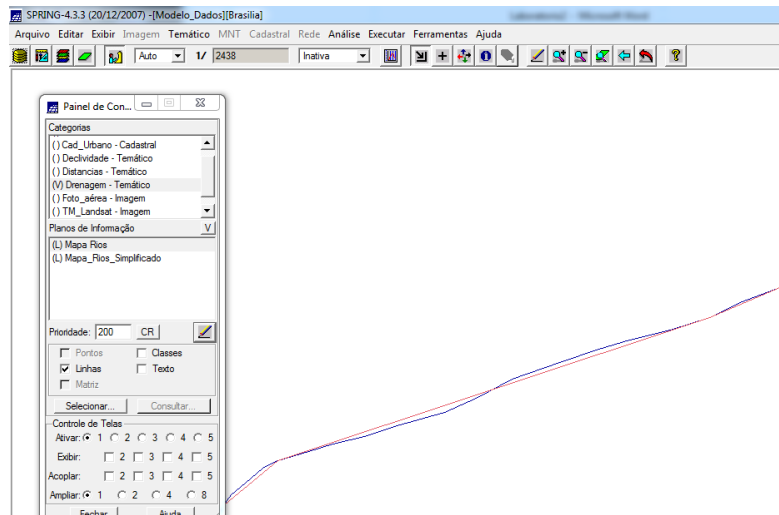 SPRING-4.3.3 (20/12/2007) -[Modelo_Dados][Brasilia]
Arquivo Editar Exibir Imagem Temático MNT Cadastral Rede Análise Executar Ferramentas Ajuda
Auto 1/ 2438 Inativa
Painel de Con...
Categorias
( ) Cad_Urbano - Cadastral
( ) Declividade - Temático
( ) Distancias - Temático
(V) Drenagem - Temático
( ) Foto_aérea - Imagem
( ) TM_Landsat - Imagem
Planos de Informação V
(L) Mapa Rios
(L) Mapa_Rios_Simplificado
Prioridade: 200 CR
Pontos Classes
Linhas Texto
Matriz
Selecionar... Consultar...
Controle de Telas
Ativar: 1 2 3 4 5
Exibir: 2 3 4 5
Acoplar: 2 3 4 5
Ampliar: 1 2 4 8
Fechar Ajuda